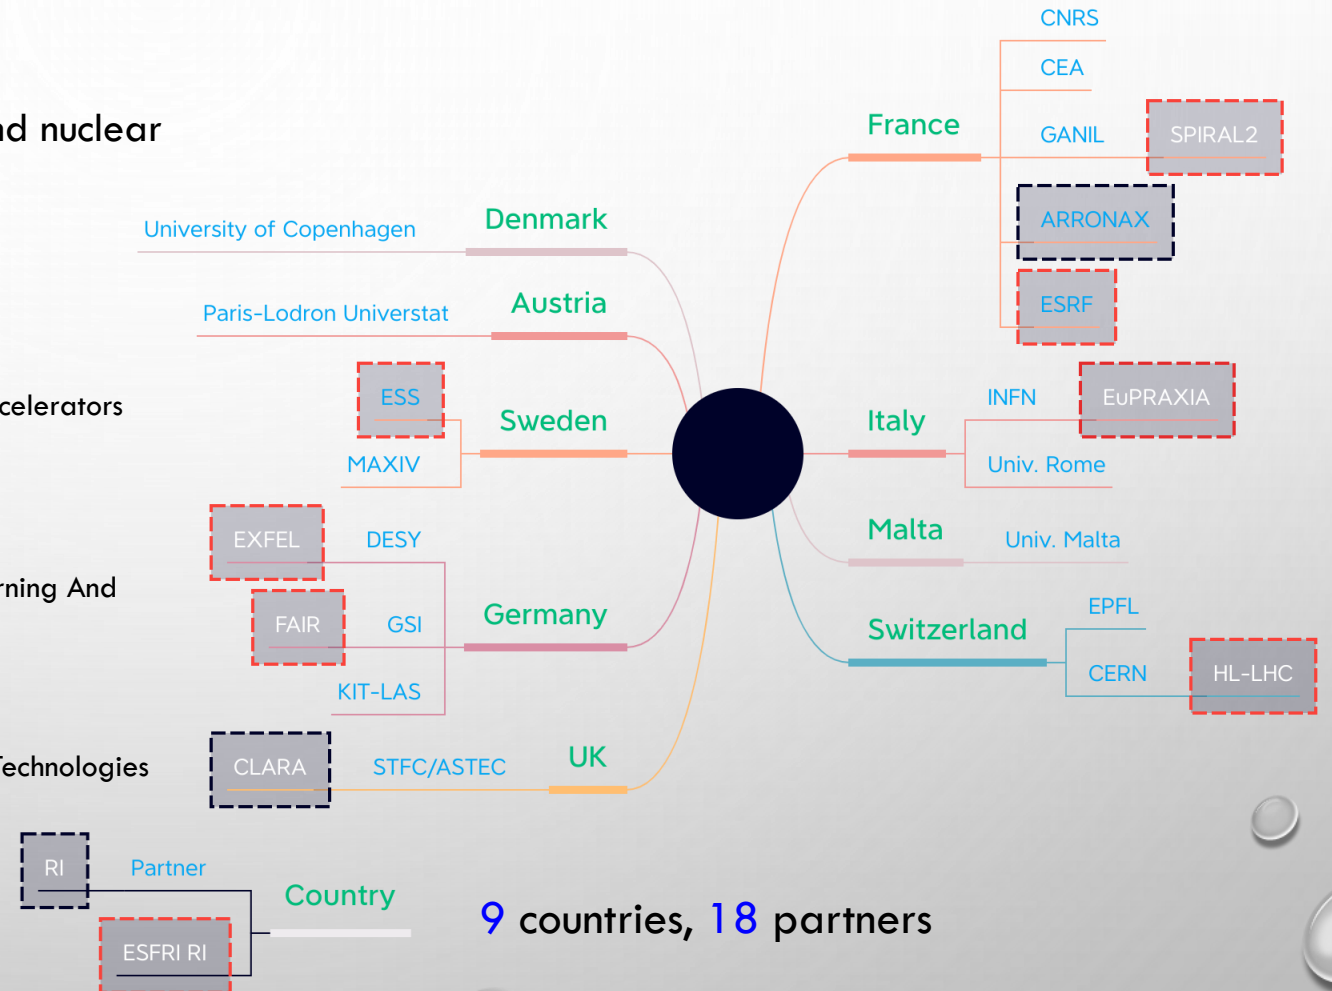 nd nuclear
celerators
rning And
Technologies
Denmark
University of Copenhagen
Austria
Paris-Lodron Universtat
Sweden
ESS
MAXIV
Germany
EXFEL DESY
FAIR GSI
KIT-LAS
UK
CLARA STFC/ASTEC
France
CNRS
CEA
GANIL SPIRAL2
ARRONAX
ESRF
Italy
INFN EuPRAXIA
Univ. Rome
Malta
Univ. Malta
Switzerland
EPFL
CERN HL-LHC
RI Partner
Country
ESFRI RI
9 countries, 18 partners